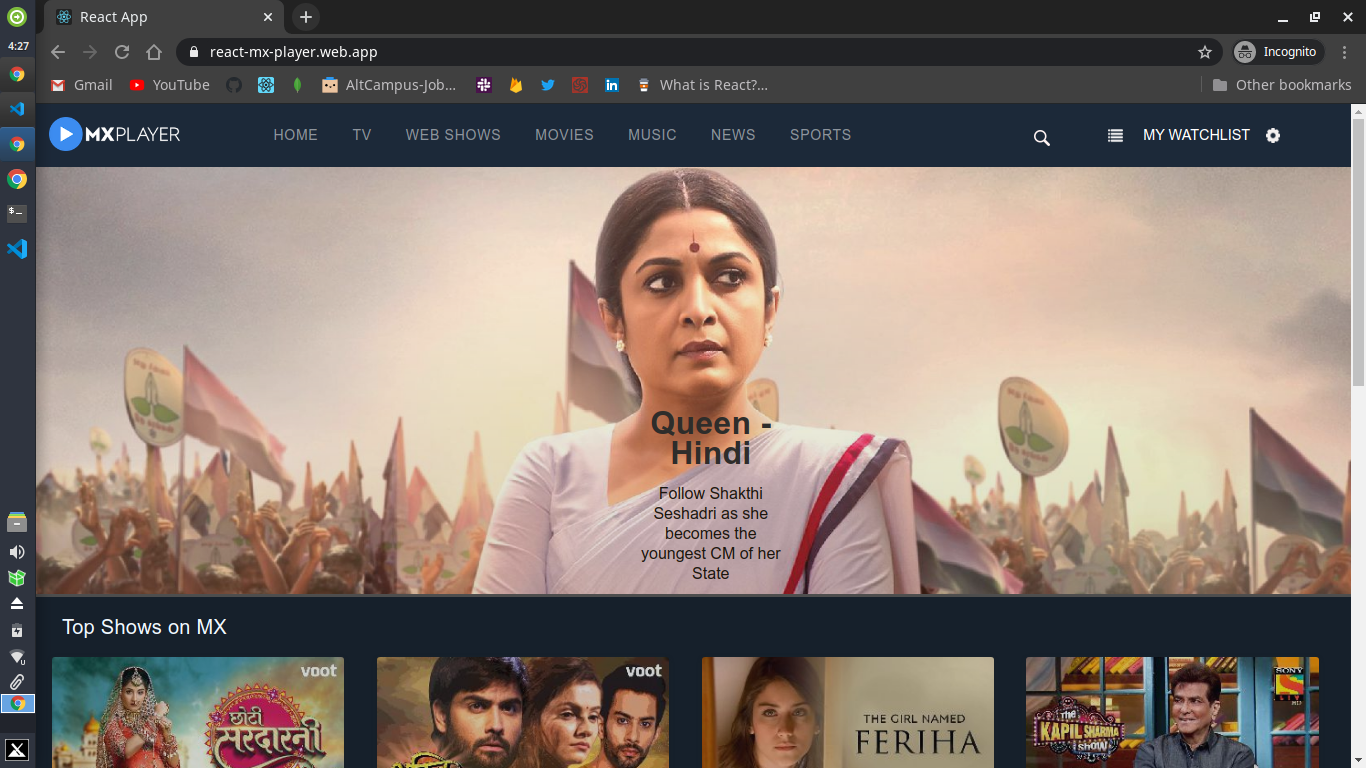 React App
4:27
react-mx-player.web.app
Incognito
Gmail
YouTube
AltCampus-Job...
What is React?...
Other bookmarks
MXPLAYER
HOME
TV
WEB SHOWS
MOVIES
MUSIC
NEWS
SPORTS
MY WATCHLIST
Queen -
Hindi
Follow Shakthi
Seshadri as she
becomes the
youngest CM of her
State
Top Shows on MX
voot
छोटी
सरदारनी
voot
THE GIRL NAMED
FERIHA
The
KAPIL SHARMA
Show
SONY